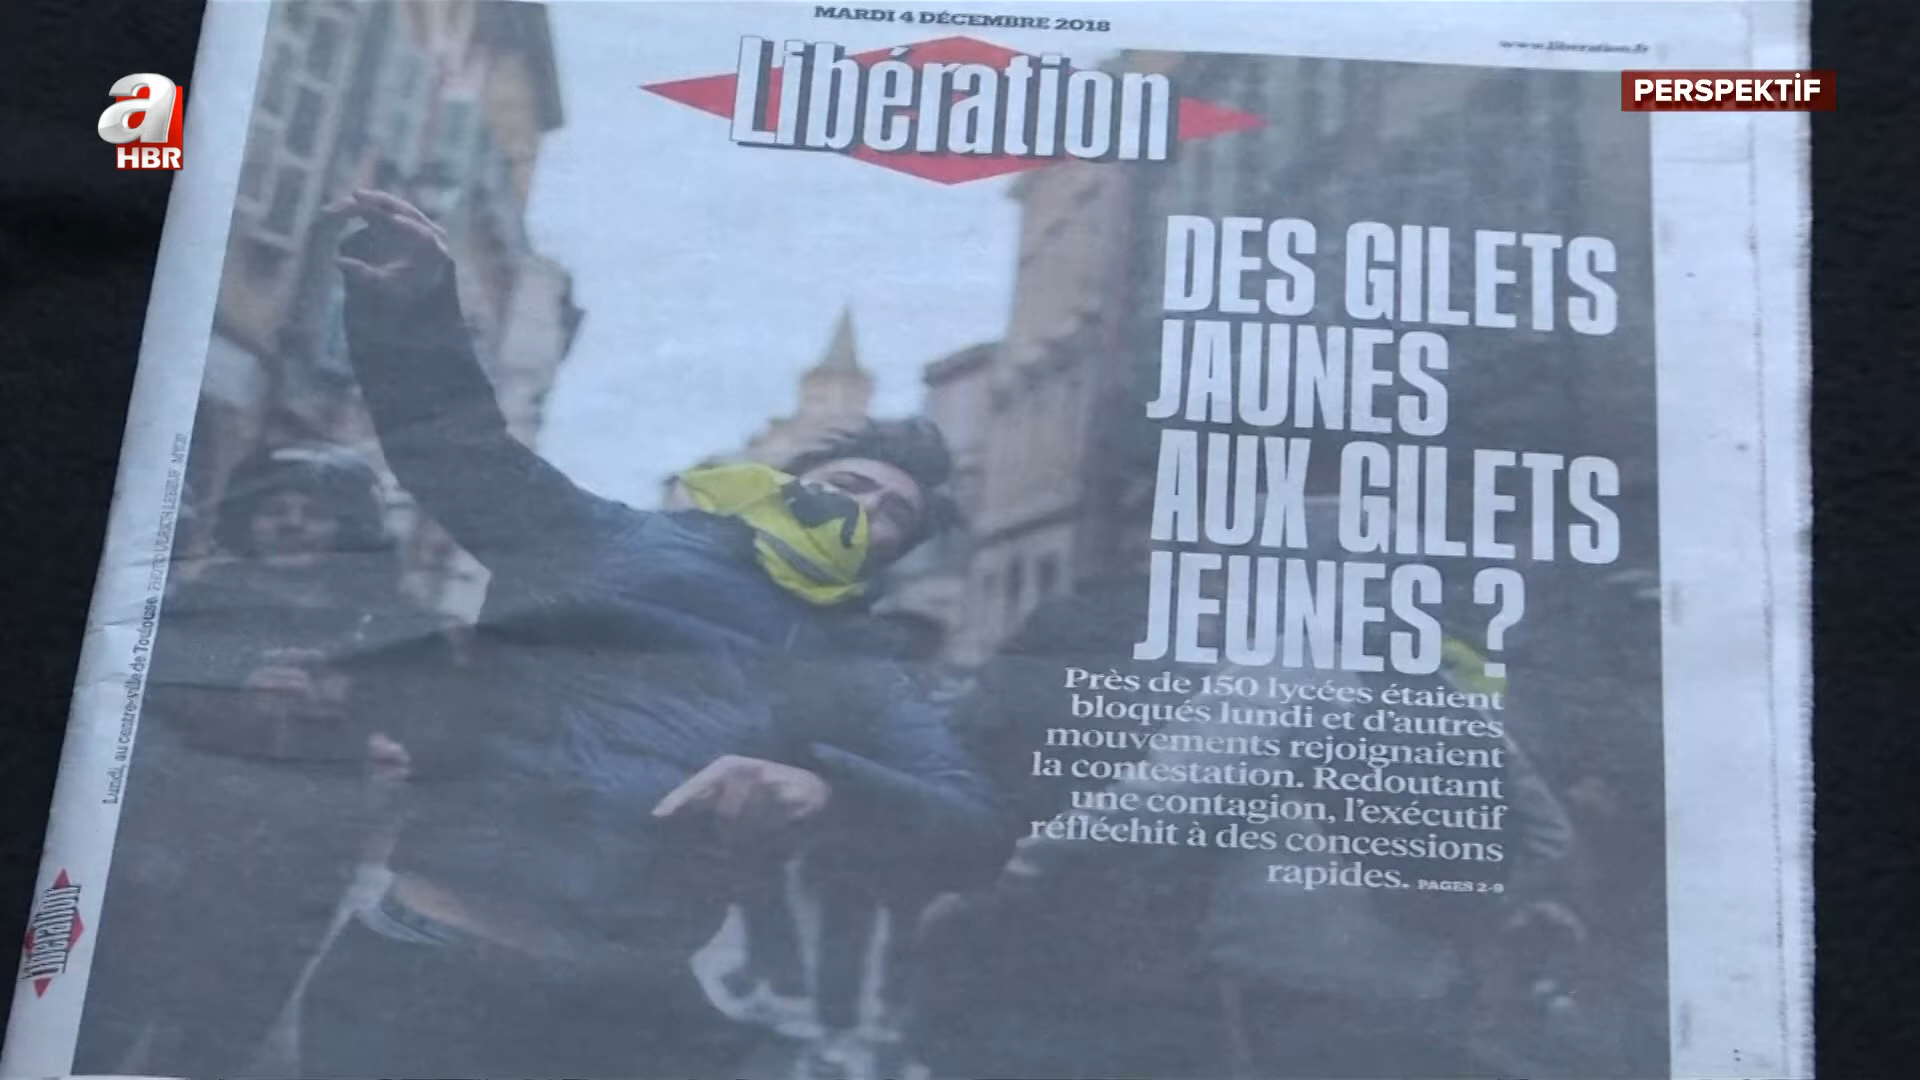 MARDI 4 DÉCEMBRE 2018
www.liberation.fr
Libération
a
HBR
PERSPEKTİF
DES GILETS
JAUNES
AUX GILETS
JEUNES ?
Près de 150 lycées étaient
bloqués lundi et d'autres
mouvements rejoignaient
la contestation. Redoutant
une contagion, l'exécutif
réfléchit à des concessions
rapides. PAGES 2-9
Lundi, au centre-ville de Toulouse. PHOTO
Libération